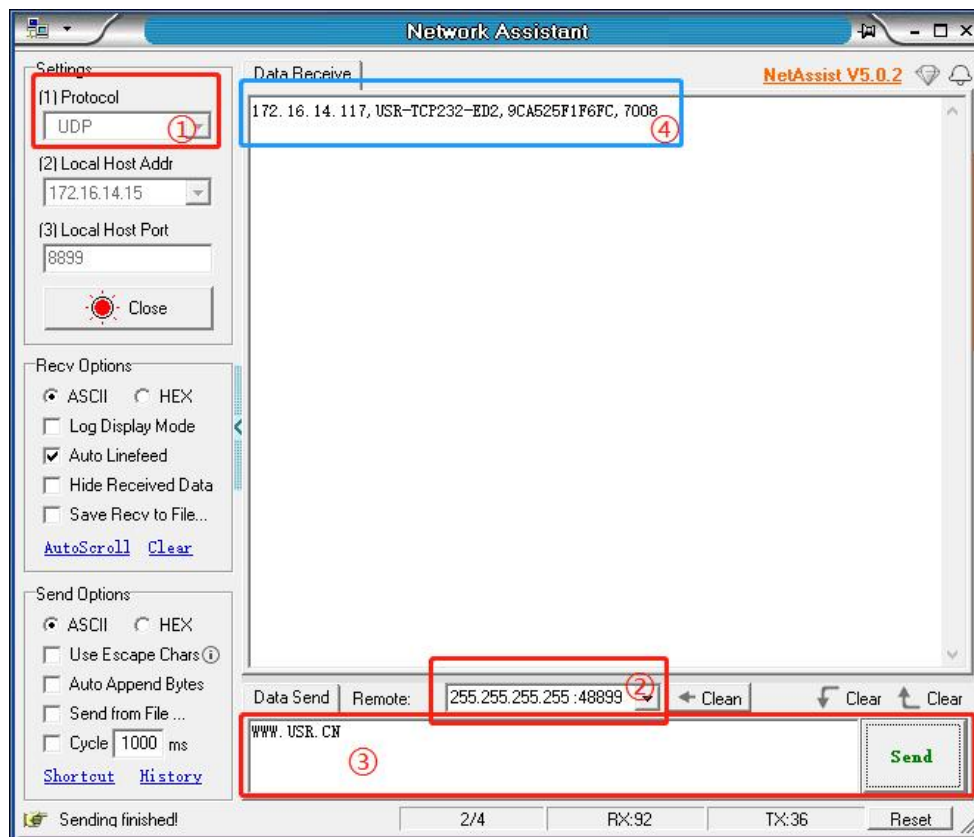 Network Assistant
Settings
(1) Protocol
UDP
①
(2) Local Host Addr
172.16.14.15
(3) Local Host Port
8899
Close
Recv Options
ASCII HEX
Log Display Mode
Auto Linefeed
Hide Received Data
Save Recv to File...
AutoScroll Clear
Send Options
ASCII HEX
Use Escape Chars
Auto Append Bytes
Send from File ...
Cycle 1000 ms
Shortcut History
Data Receive
NetAssist V5.0.2
172.16.14.117,USR-TCP232-ED2,9CA525F1F6FC,7008
④
Data Send Remote: 255.255.255.255 :48899 ② Clean Clear Clear
WWW.USR.CN
③
Send
Sending finished! 2/4 RX:92 TX:36 Reset